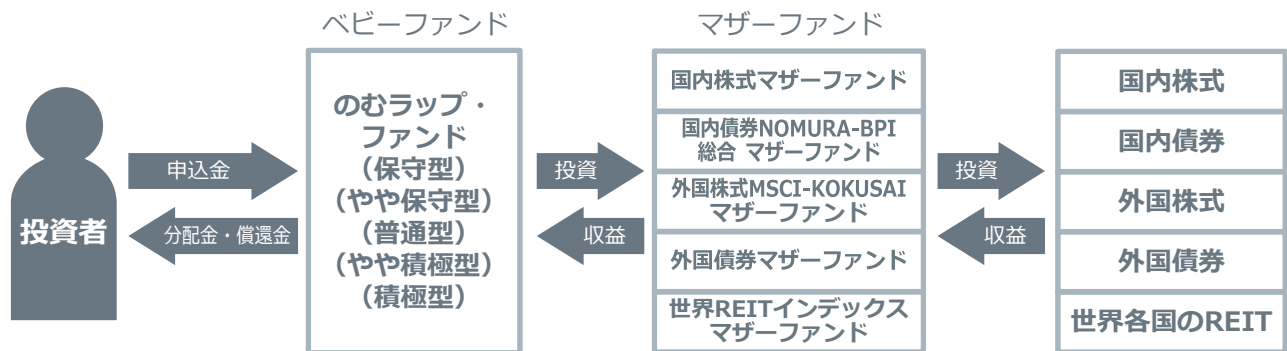 ベビーファンド
マザーファンド
投資者
申込金
分配金・償還金
のむラップ・
ファンド
（保守型）
（やや保守型）
（普通型）
（やや積極型）
（積極型）
投資
収益
国内株式マザーファンド
国内債券NOMURA-BPI
総合 マザーファンド
外国株式MSCI-KOKUSAI
マザーファンド
外国債券マザーファンド
世界REITインデックス
マザーファンド
投資
収益
国内株式
国内債券
外国株式
外国債券
世界各国のREIT